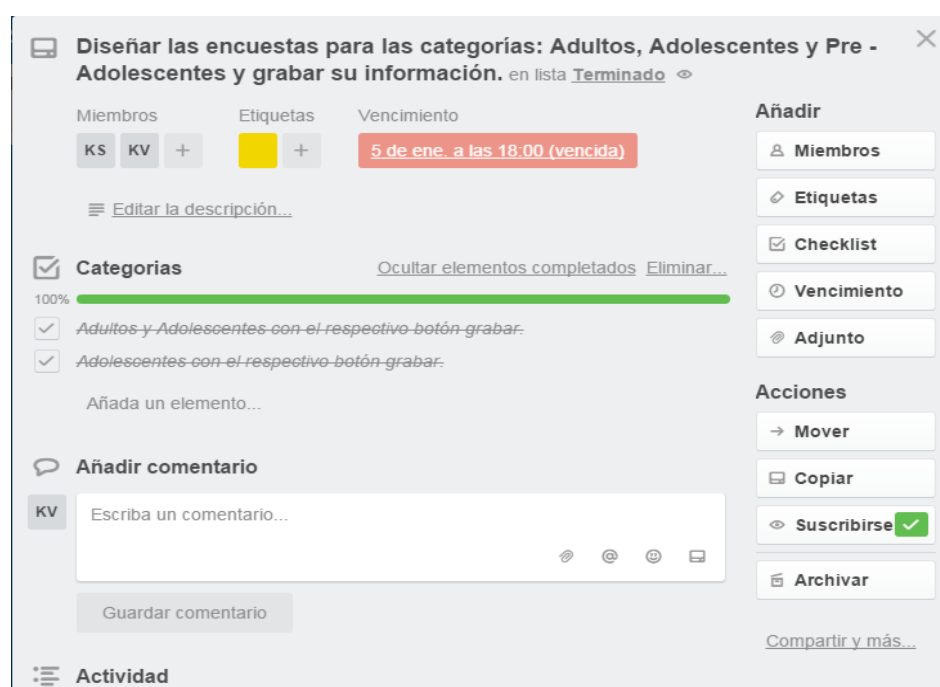 Diseñar las encuestas para las categorías: Adultos, Adolescentes y Pre -
Adolescentes y grabar su información. en lista Terminado
Miembros Etiquetas Vencimiento
KS KV + + 5 de ene. a las 18:00 (vencida)
Editar la descripción...
Categorias Ocultar elementos completados Eliminar...
100%
Adultos y Adolescentes con el respectivo botón grabar.
Adolescentes con el respectivo botón grabar.
Añada un elemento...
Añadir comentario
KV Escriba un comentario...
Guardar comentario
Actividad
Añadir
Miembros
Etiquetas
Checklist
Vencimiento
Adjunto
Acciones
Mover
Copiar
Suscribirse
Archivar
Compartir y más...